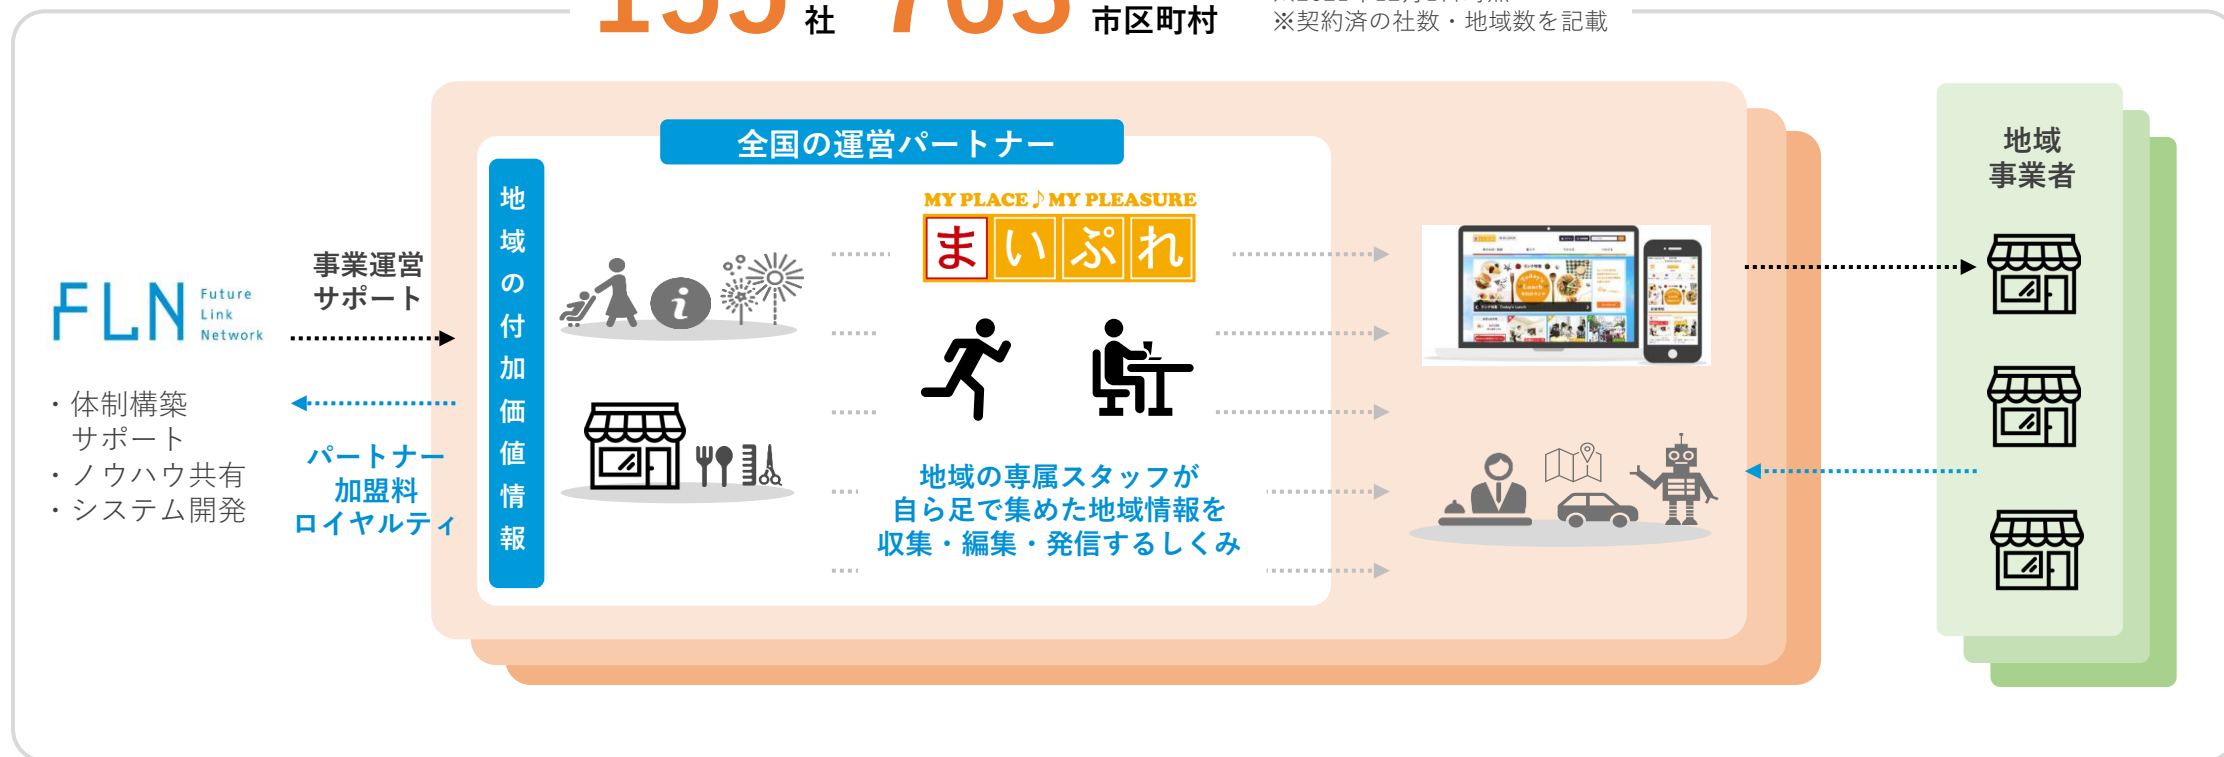 社
市区町村
※契約済の社数・地域数を記載
全国の運営パートナー
地域の付加価値情報
MY PLACE♪MY PLEASURE
まいぷれ
地域の専属スタッフが
自ら足で集めた地域情報を
収集・編集・発信するしくみ
FLN
Future
Link
Network
事業運営
サポート
・体制構築
サポート
・ノウハウ共有
・システム開発
パートナー
加盟料
ロイヤルティ
地域
事業者